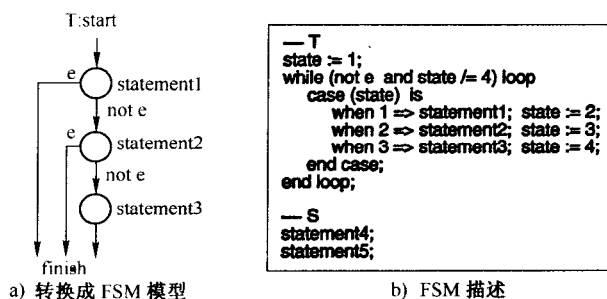 T:start
e
statement1
not e
e
statement2
not e
statement3
finish
a) 转换成 FSM 模型
— T
state := 1;
while (not e and state /= 4) loop
case (state) is
when 1 => statement1; state := 2;
when 2 => statement2; state := 3;
when 3 => statement3; state := 4;
end case;
end loop;
— S
statement4;
statement5;
b) FSM 描述